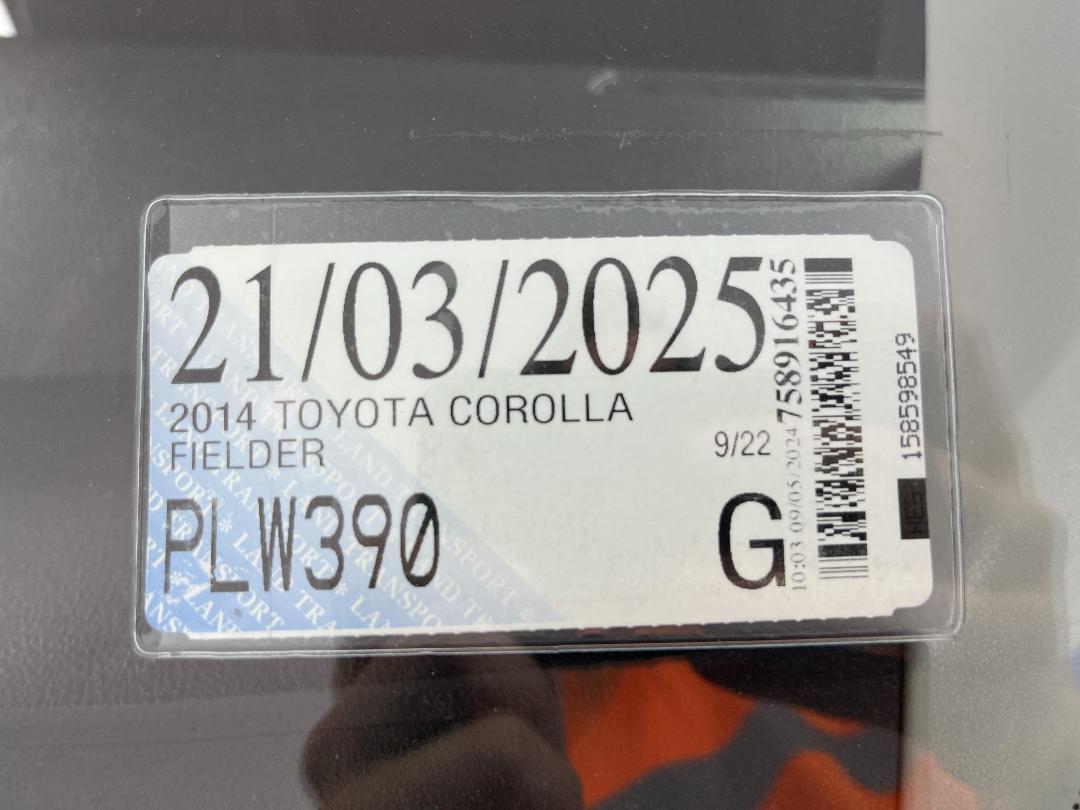 21/03/2025
2014 TOYOTA COROLLA
FIELDER
9/22
PLW390
G
10:03 09/05/2024 758916435
158598549